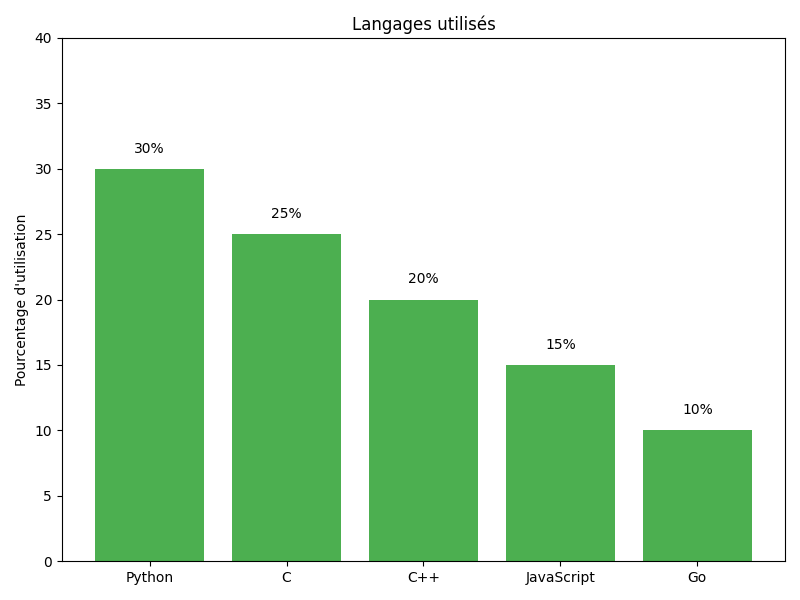 Langages utilisés
Pourcentage d'utilisation
40
35
30
25
20
15
10
5
0
30%
25%
20%
15%
10%
Python
C
C++
JavaScript
Go